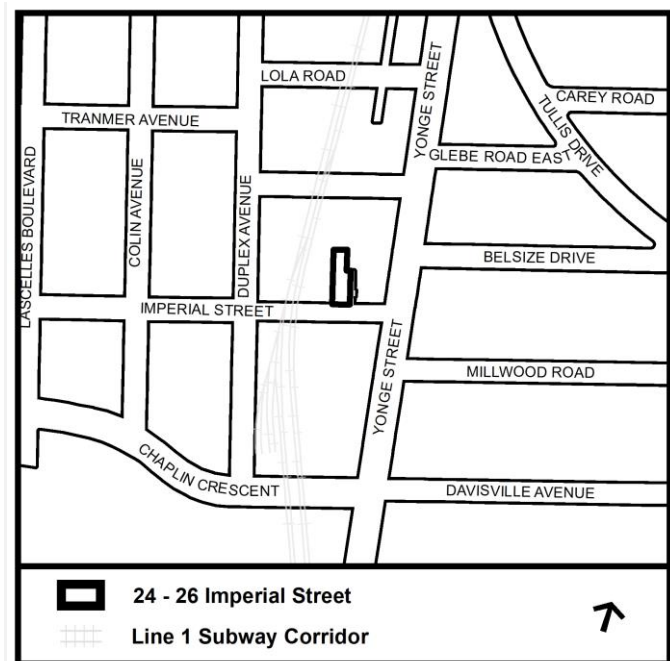 LOLA ROAD
TRANMER AVENUE
CAREY ROAD
TULLIS DRIVE
YONGE STREET
GLEBE ROAD EAST
LASCELLES BOULEVARD
COLIN AVENUE
DUPLEX AVENUE
BELSIZE DRIVE
IMPERIAL STREET
MILLWOOD ROAD
YONGE STREET
CHAPLIN CRESCENT
DAVISVILLE AVENUE
24 - 26 Imperial Street
Line 1 Subway Corridor